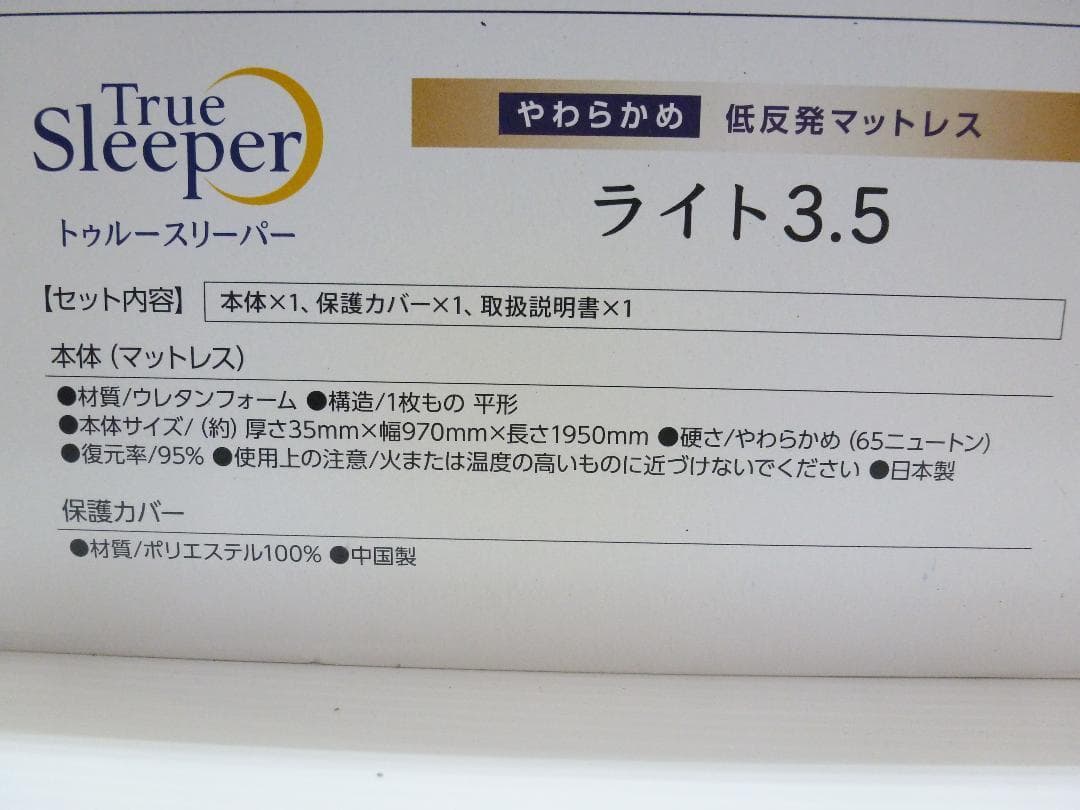 True
Sleeper
トゥルースリーパー
やわらかめ 低反発マットレス
ライト3.5
【セット内容】 本体×1、保護カバー×1、取扱説明書×1
本体（マットレス）
●材質/ウレタンフォーム ●構造/1枚もの 平形
●本体サイズ/（約）厚さ35mm×幅970mm×長さ1950mm ●硬さ/やわらかめ（65ニュートン）
●復元率/95% ●使用上の注意/火または温度の高いものに近づけないでください ●日本製
保護カバー
●材質/ポリエステル100% ●中国製